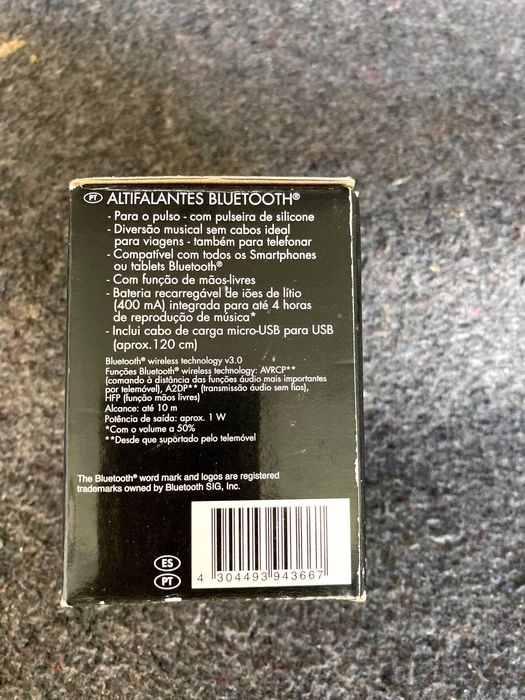 PT ALTIFALANTES BLUETOOTH®
- Para o pulso - com pulseira de silicone
- Diversão musical sem cabos ideal
para viagens - também para telefonar
- Compatível com todos os Smartphones
ou tablets Bluetooth®
- Com função de mãos-livres
- Bateria recarregável de iões de lítio
(400 mA) integrada para até 4 horas
de reprodução de música*
- Inclui cabo de carga micro-USB para USB
(aprox.120 cm)
Bluetooth® wireless technology v3.0
Funções Bluetooth® wireless technology: AVRCP**
(comando à distância das funções áudio mais importantes
por telemóvel), A2DP** (transmissão áudio sem fios),
HFP (função mãos livres)
Alcance: até 10 m
Potência de saída: aprox. 1 W
*Com o volume a 50%
**Desde que suportado pelo telemóvel
The Bluetooth® word mark and logos are registered
trademarks owned by Bluetooth SIG, Inc.
ES
PT
4 304493 943667